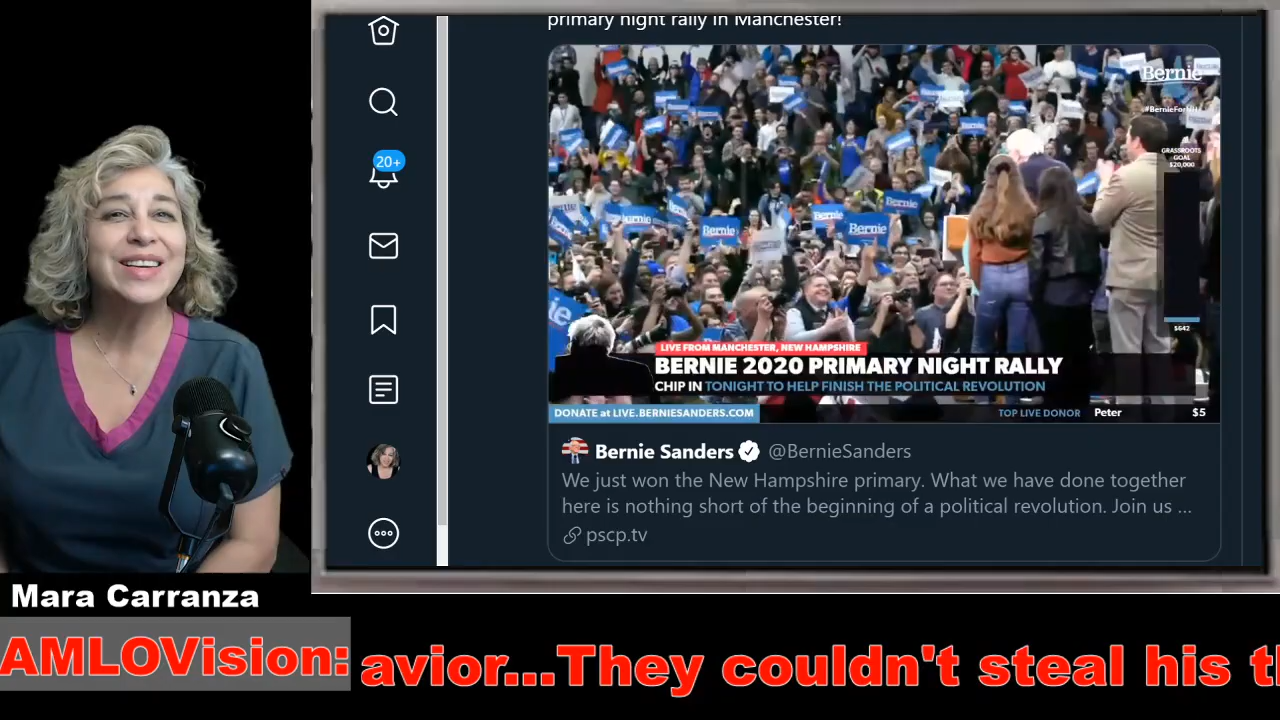 primary night rally in Manchester!
20+
Bernie
GRASSROOTS
GOAL
$20,000
Bernie
Bernie
Bernie
Bernie
$642
LIVE FROM MANCHESTER, NEW HAMPSHIRE
BERNIE 2020 PRIMARY NIGHT RALLY
CHIP IN TONIGHT TO HELP FINISH THE POLITICAL REVOLUTION
DONATE at LIVE.BERNIESANDERS.COM TOP LIVE DONOR Peter $5
Bernie Sanders @BernieSanders
We just won the New Hampshire primary. What we have done together
here is nothing short of the beginning of a political revolution. Join us ...
pscp.tv
Mara Carranza
AMLOVision: avior...They couldn't steal his th